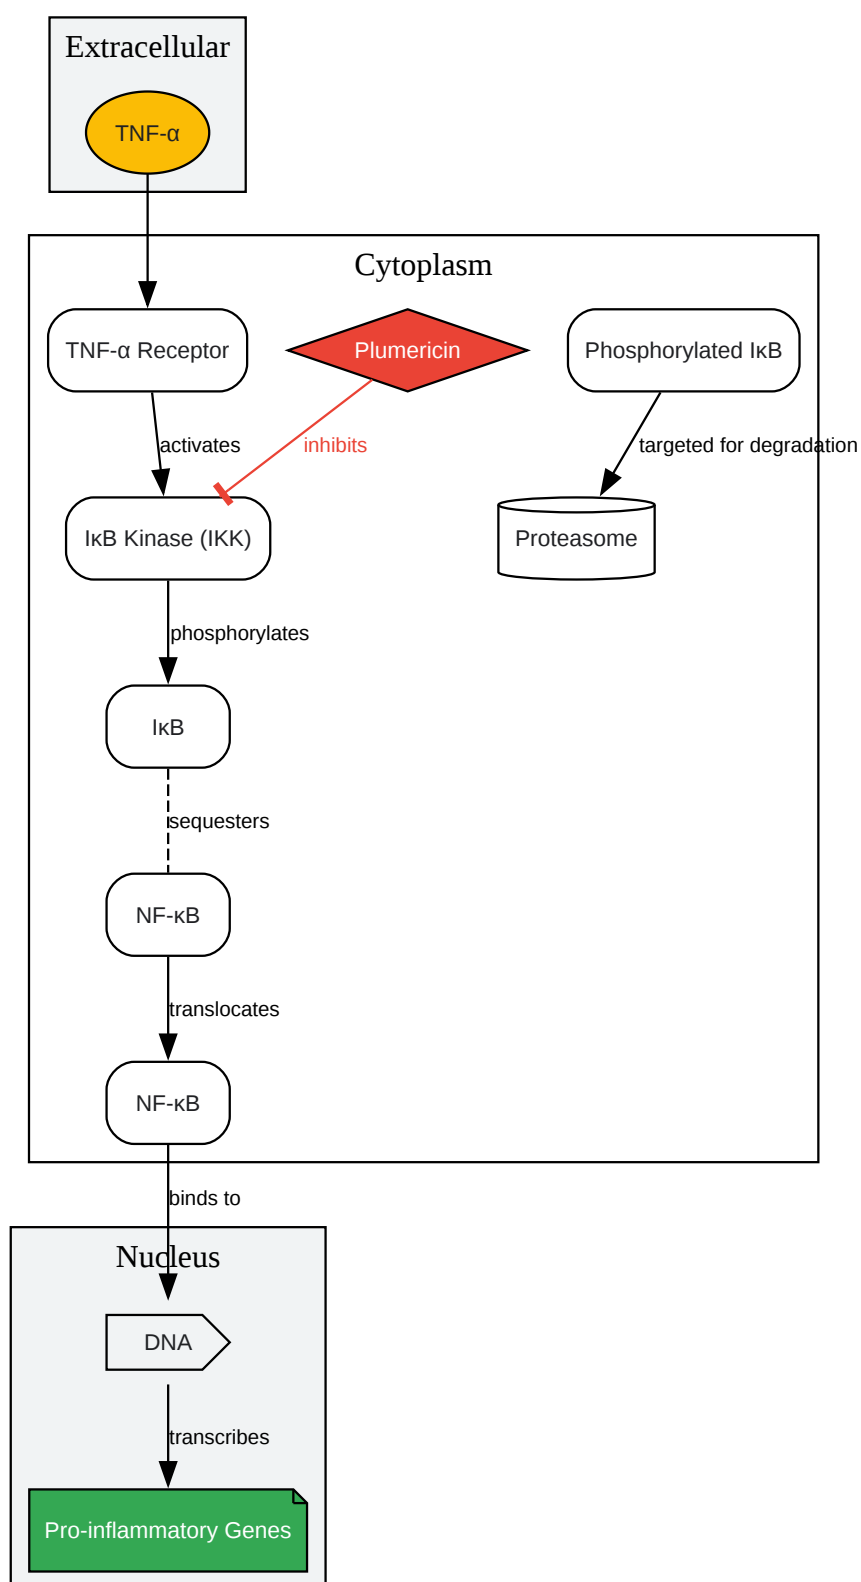 Extracellular
TNF-α
Cytoplasm
TNF-α Receptor
Plumericin
Phosphorylated IκB
activates
inhibits
targeted for degradation
IκB Kinase (IKK)
Proteasome
phosphorylates
IκB
sequesters
NF-κB
translocates
NF-κB
binds to
Nucleus
DNA
transcribes
Pro-inflammatory Genes